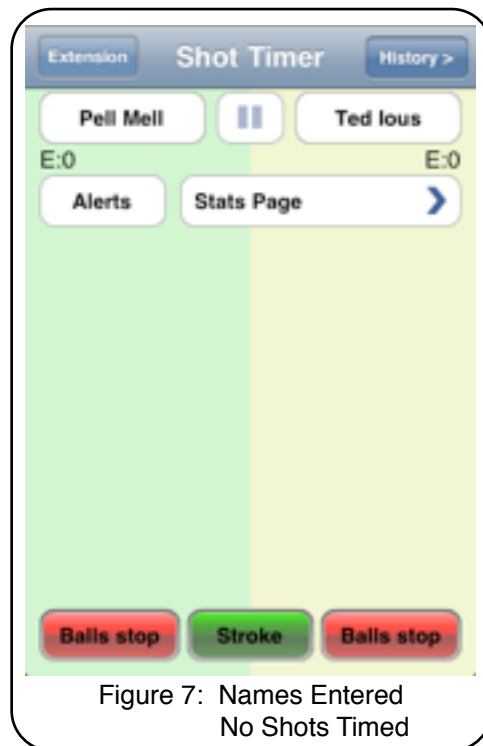 Extension Shot Timer History >
Pell Mell Ted Ious
E:0 E:0
Alerts Stats Page
Balls stop Stroke Balls stop
Figure 7: Names Entered
No Shots Timed